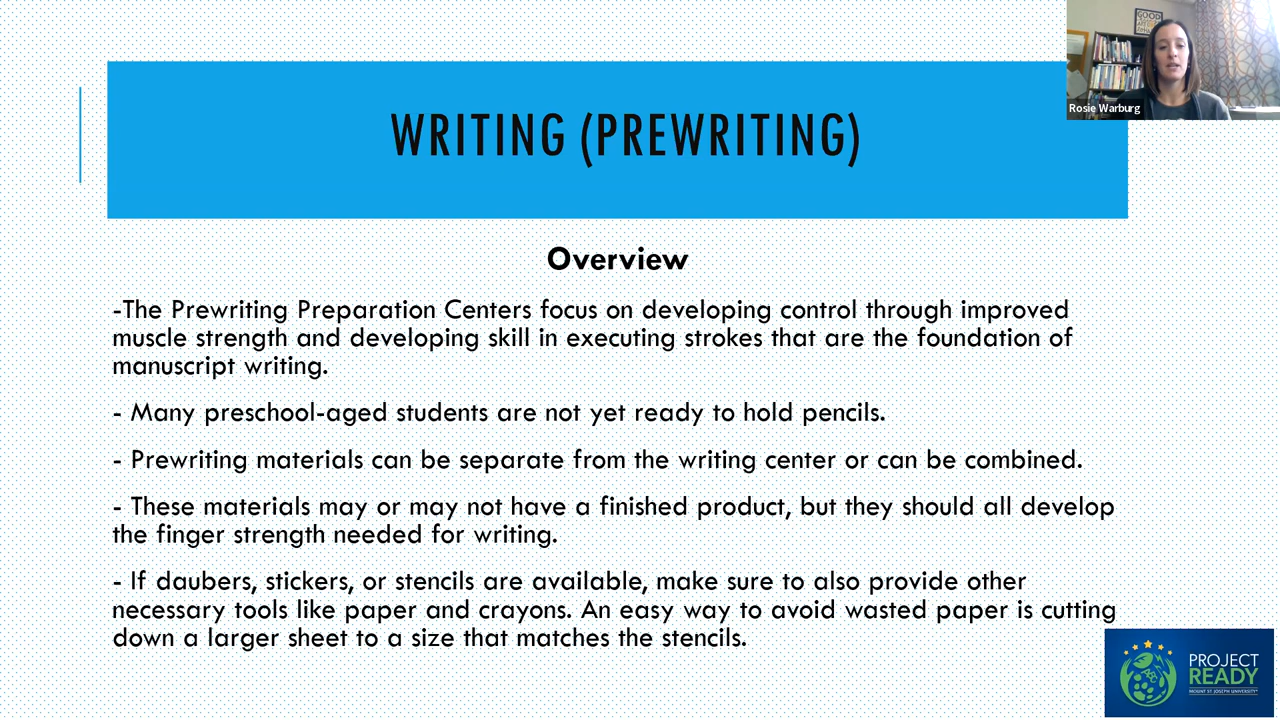 GOOD
Rosie Warburg
WRITING (PREWRITING)
Overview
-The Prewriting Preparation Centers focus on developing control through improved
muscle strength and developing skill in executing strokes that are the foundation of
manuscript writing.
- Many preschool-aged students are not yet ready to hold pencils.
- Prewriting materials can be separate from the writing center or can be combined.
- These materials may or may not have a finished product, but they should all develop
the finger strength needed for writing.
- If daubers, stickers, or stencils are available, make sure to also provide other
necessary tools like paper and crayons. An easy way to avoid wasted paper is cutting
down a larger sheet to a size that matches the stencils.
PROJECT
READY
MOUNT ST. JOSEPH UNIVERSITY